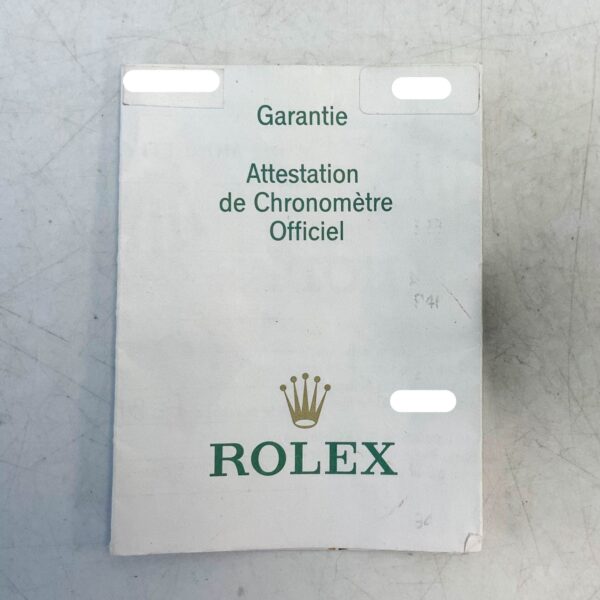 Garantie
Attestation
de Chronomètre
Officiel
ROLEX